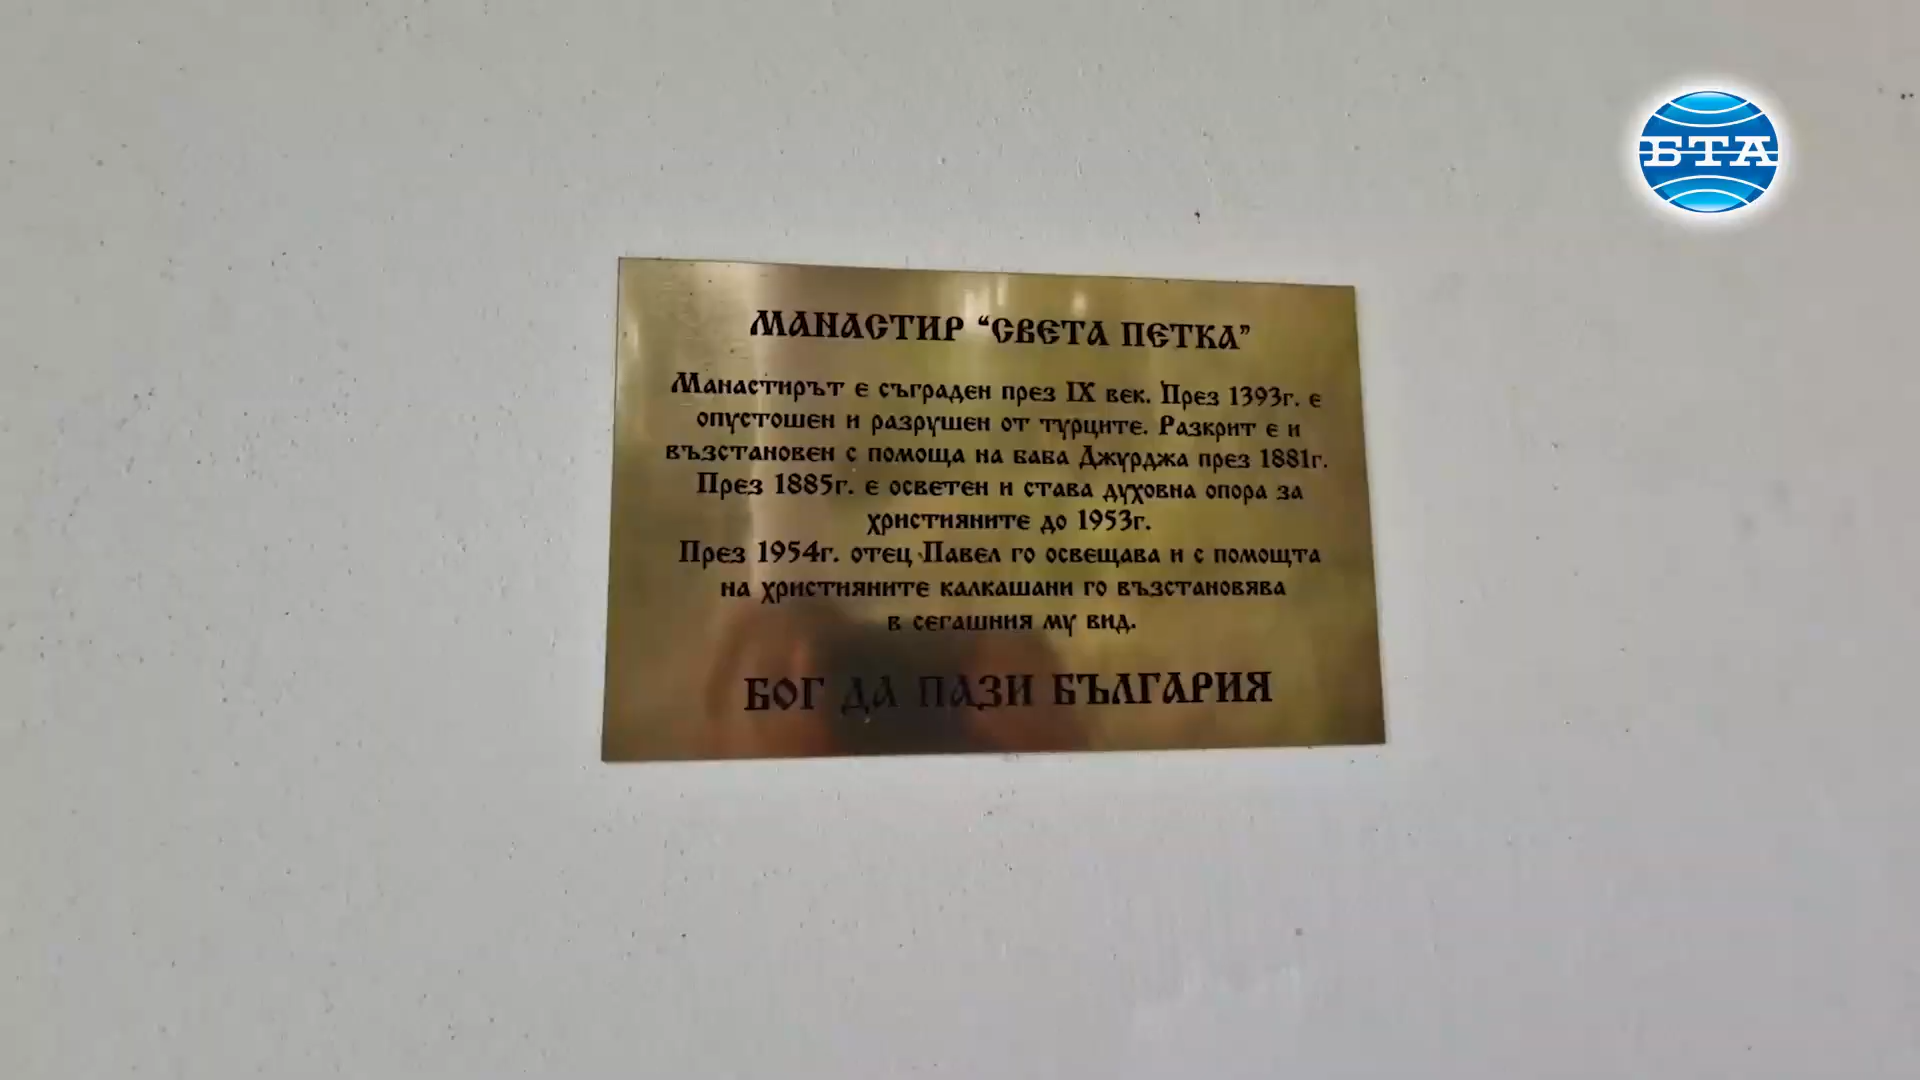 БТА
МАНАСТИР “СВЕТА ПЕТКА”
Манастирът е съграден през IX век. През 1393г. е
опустошен и разрушен от турците. Разкрит е и
възстановен с помоща на баба Джурджа през 1881г.
През 1885г. е осветен и става духовна опора за
християните до 1953г.
През 1954г. отец Павел го освещава и с помощта
на християните калкашани го възстановява
в сегашния му вид.
БОГ ДА ПАЗИ БЪЛГАРИЯ